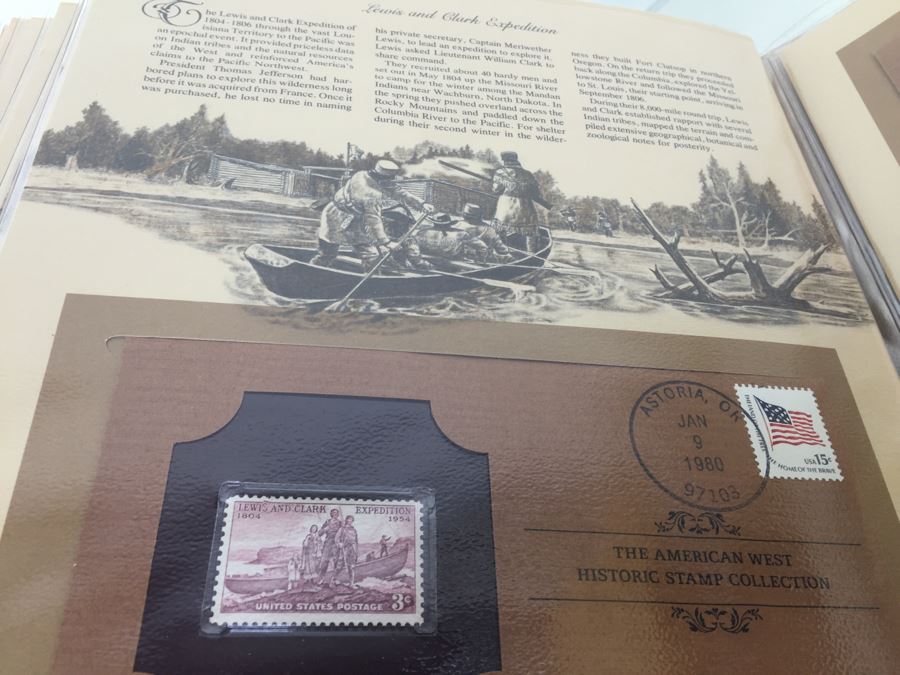 Lewis and Clark Expedition
The Lewis and Clark Expedition of
1804-1806 through the vast Lou-
isiana Territory to the Pacific was
an epochal event. It provided priceless data
on Indian tribes and the natural resources
of the West and reinforced America's
claims to the Pacific Northwest.
President Thomas Jefferson had har-
bored plans to explore this wilderness long
before it was acquired from France. Once it
was purchased, he lost no time in naming
his private secretary, Captain Meriwether
Lewis, to lead an expedition to explore it.
Lewis asked Lieutenant William Clark to
share command.
They recruited about 40 hardy men and
set out in May 1804 up the Missouri River
to camp for the winter among the Mandan
Indians near Wachburn, North Dakota. In
the spring they pushed overland across the
Rocky Mountains and paddled down the
Columbia River to the Pacific. For shelter
during their second winter in the wilder-
ness they built Fort Clatsop in northern
Oregon. On the return trip they proceeded
back along the Columbia, explored the Yel-
lowstone River and followed the Missouri
to St. Louis, their starting point, arriving in
September 1806.
During their 8,000-mile round trip, Lewis
and Clark established rapport with several
Indian tribes, mapped the terrain and com-
piled extensive geographical, botanical and
zoological notes for posterity.
ASTORIA, OR
JAN
9
1980
97103
THE LAND OF THE FREE
THE HOME OF THE BRAVE
USA 15c
LEWIS AND CLARK EXPEDITION
1804 1954
UNITED STATES POSTAGE 3¢
THE AMERICAN WEST
HISTORIC STAMP COLLECTION